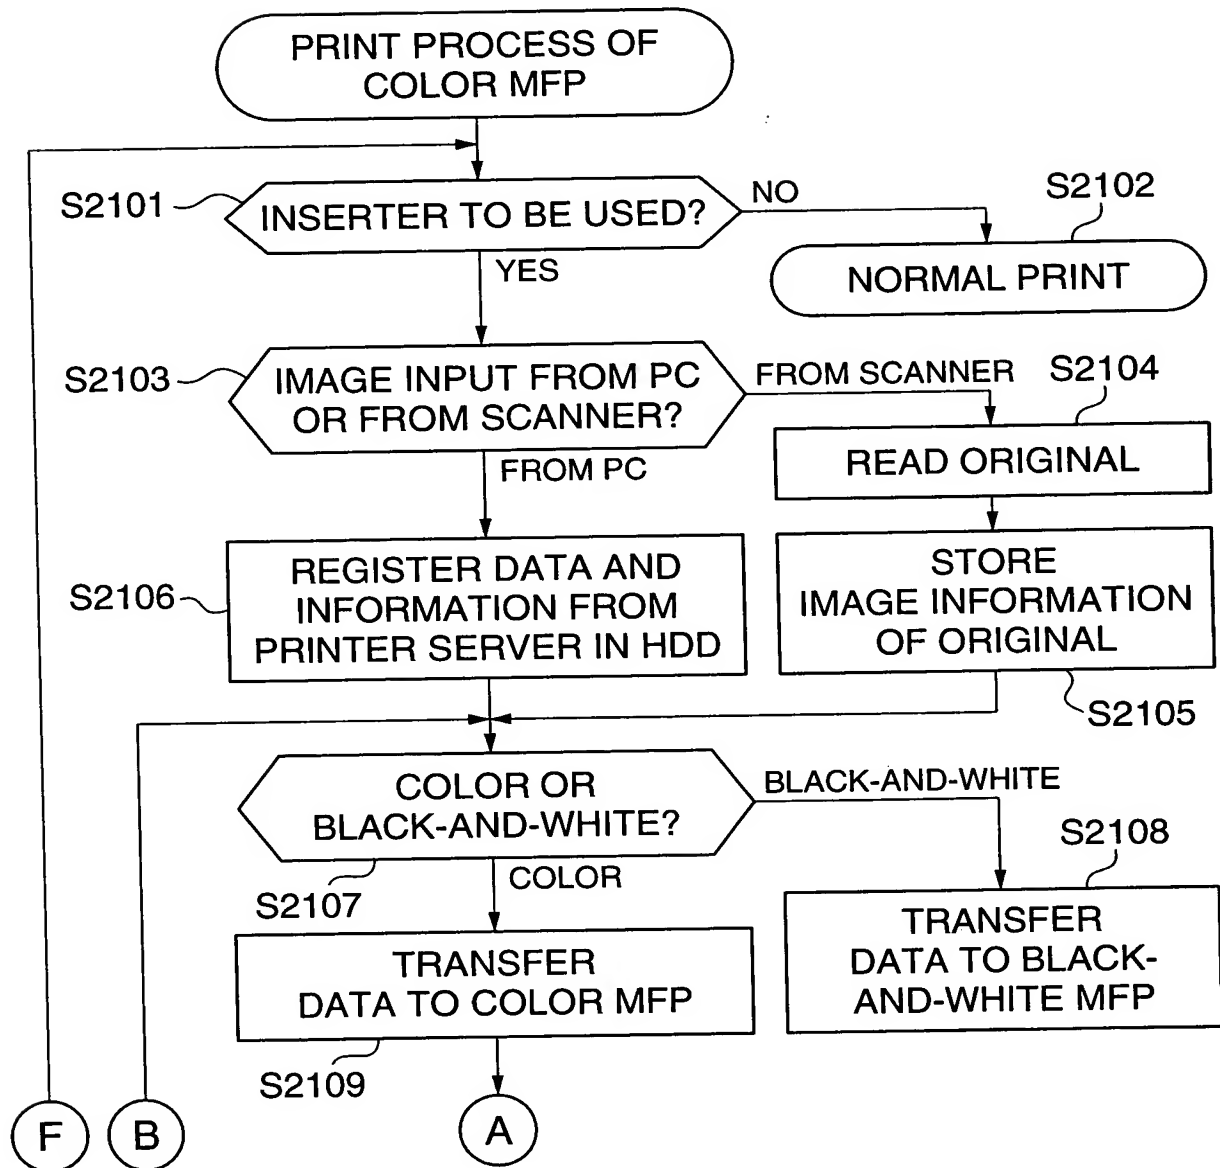 PRINT PROCESS OF
COLOR MFP
S2101
INSERTER TO BE USED?
NO
S2102
YES
NORMAL PRINT
S2103
IMAGE INPUT FROM PC
OR FROM SCANNER?
FROM SCANNER
S2104
FROM PC
READ ORIGINAL
S2106
REGISTER DATA AND
INFORMATION FROM
PRINTER SERVER IN HDD
STORE
IMAGE INFORMATION
OF ORIGINAL
S2105
COLOR OR
BLACK-AND-WHITE?
BLACK-AND-WHITE
S2107
COLOR
S2108
TRANSFER
DATA TO COLOR MFP
TRANSFER
DATA TO BLACK-
AND-WHITE MFP
S2109
F
B
A